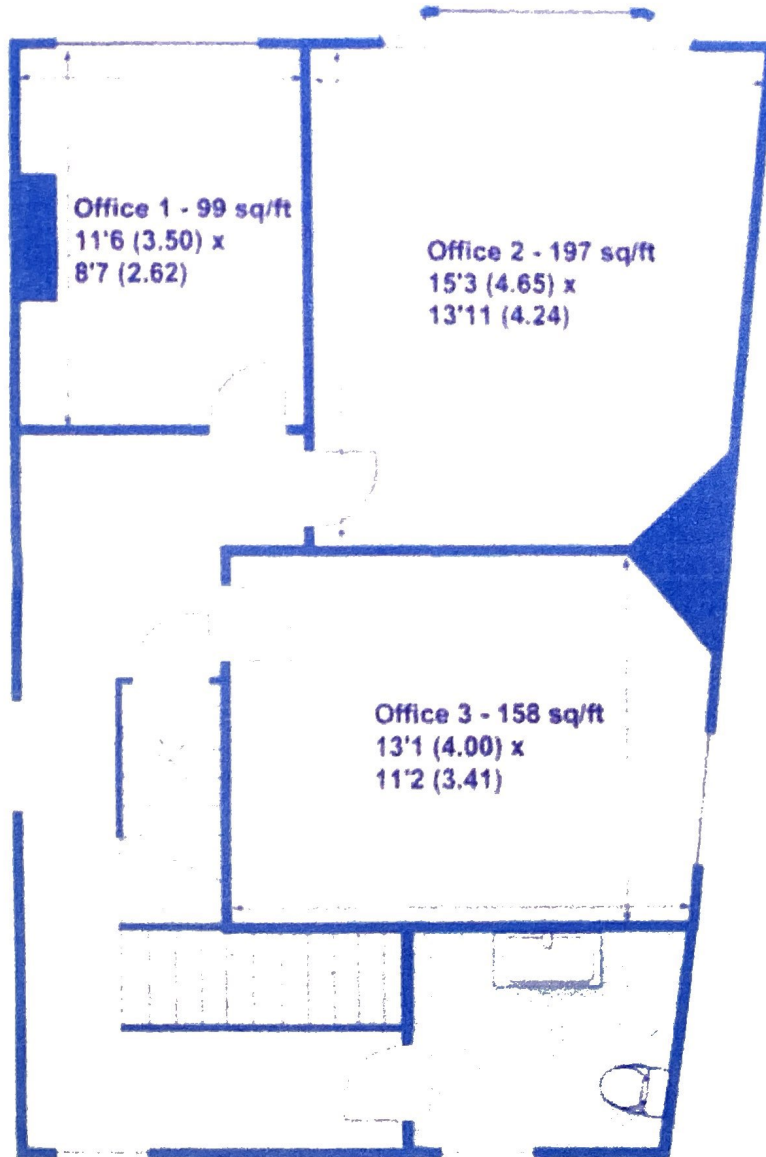 Office 1 - 99 sq/ft
11'6 (3.50) x
8'7 (2.62)
Office 2 - 197 sq/ft
15'3 (4.65) x
13'11 (4.24)
Office 3 - 158 sq/ft
13'1 (4.00) x
11'2 (3.41)